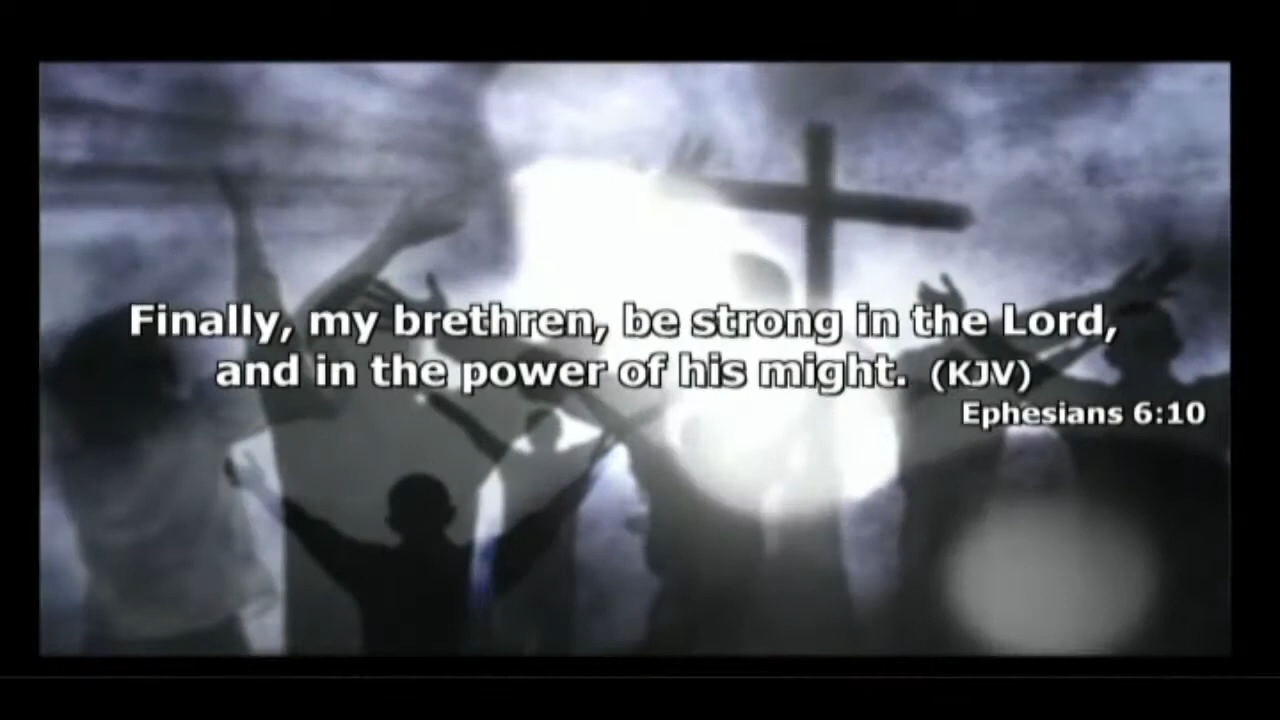 Finally, my brethren, be strong in the Lord,
and in the power of his might. (KJV)
Ephesians 6:10